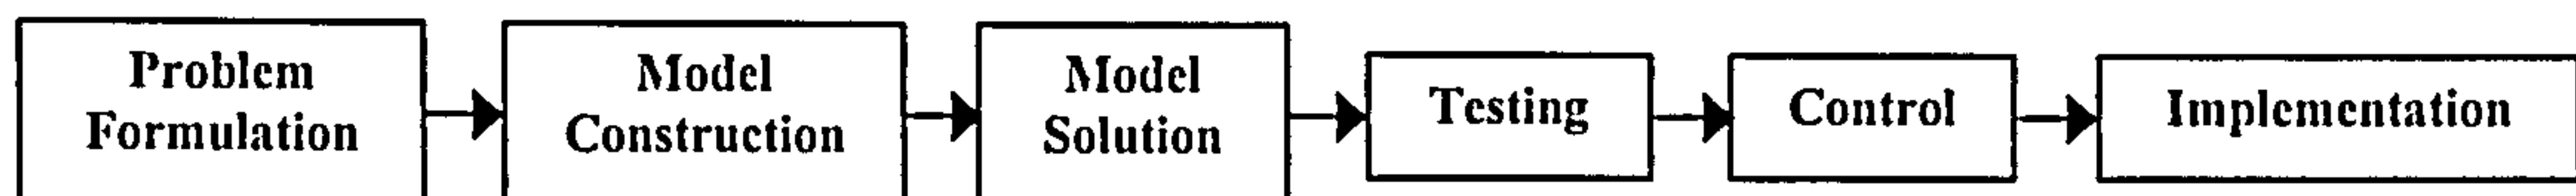 Problem
Formulation
Model
Construction
Model
Solution
Testing
Control
Implementation